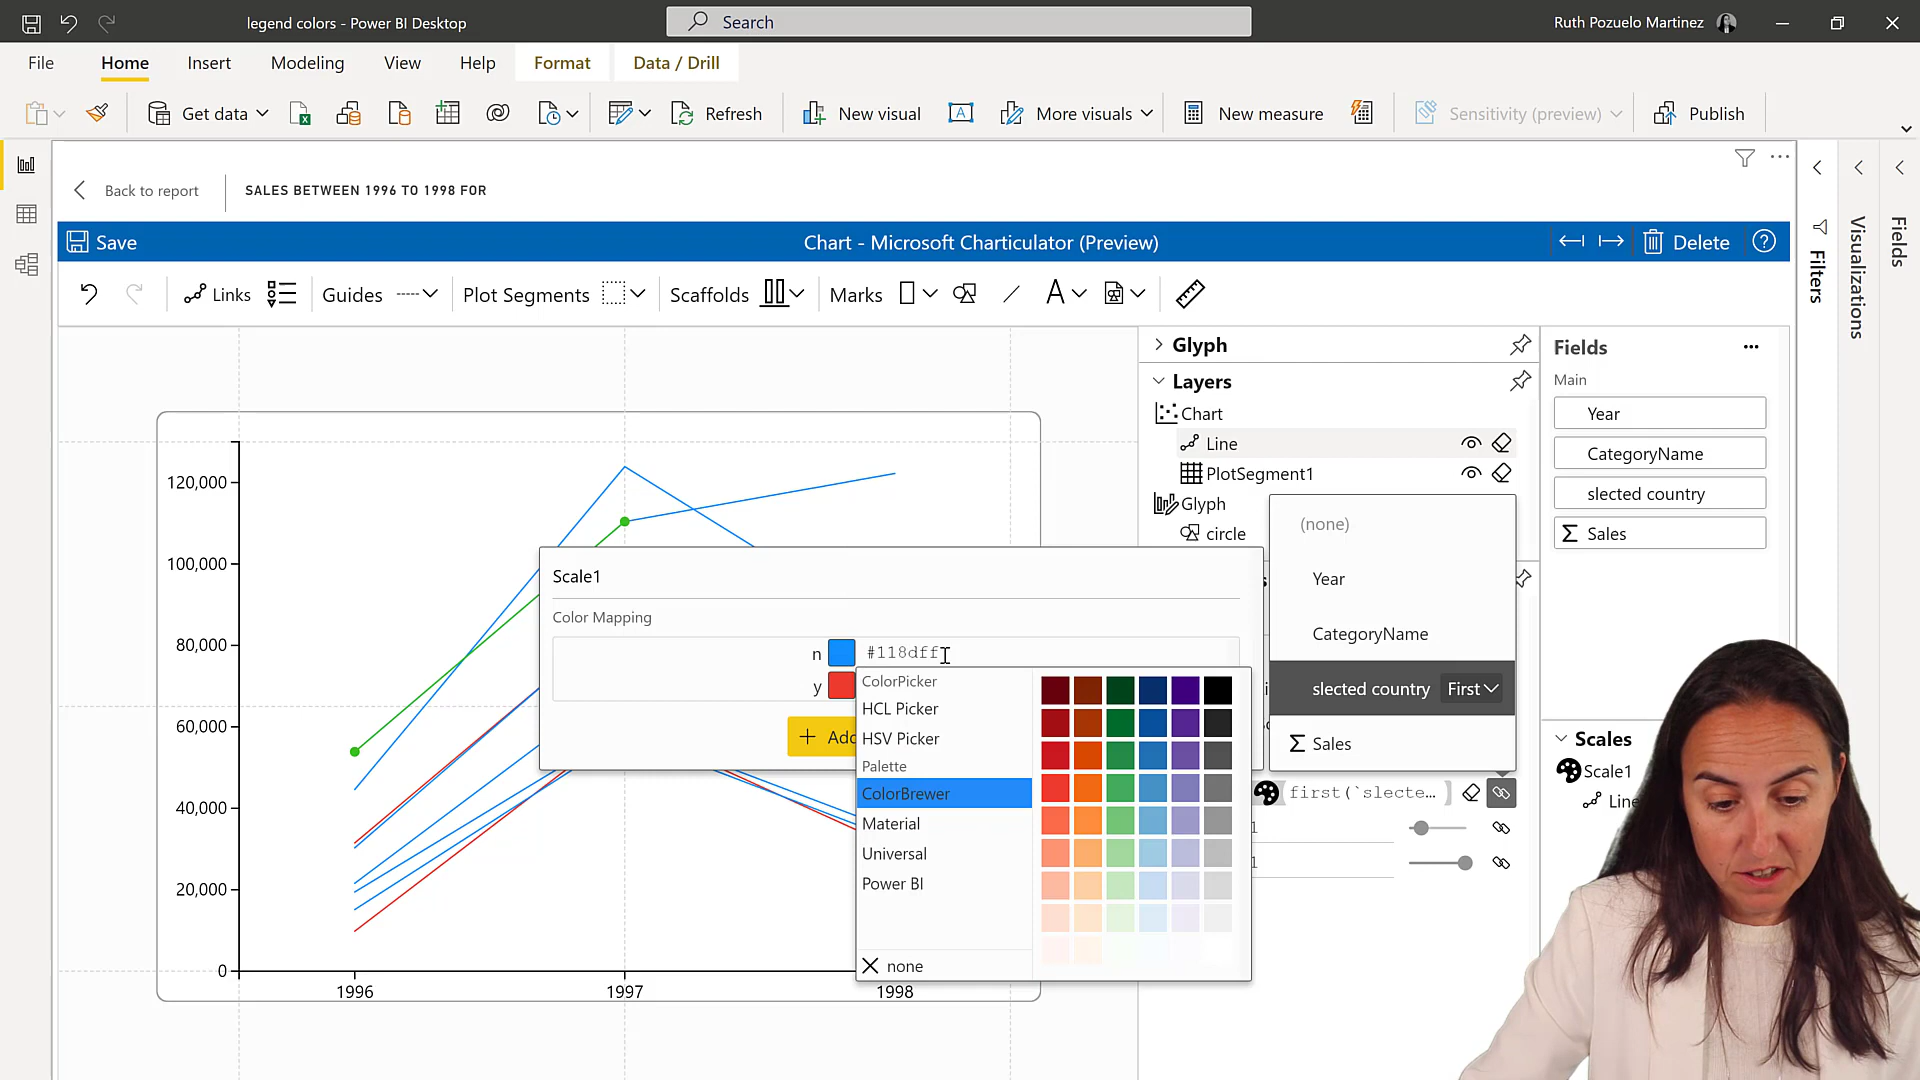 legend colors - Power BI Desktop
Search
Ruth Pozuelo Martinez
File
Home
Insert
Modeling
View
Help
Format
Data / Drill
Get data
Refresh
New visual
More visuals
New measure
Sensitivity (preview)
Publish
Back to report
SALES BETWEEN 1996 TO 1998 FOR
Save
Chart - Microsoft Charticulator (Preview)
Delete
Links
Guides
Plot Segments
Scaffolds
Marks
Filters
Visualizations
Fields
Glyph
Layers
Chart
Line
PlotSegment1
Glyph
circle
Fields
Main
Year
CategoryName
slected country
Sales
120,000
100,000
80,000
60,000
40,000
20,000
0
1996
1997
1998
Scale1
Color Mapping
n
#118dff
y
ColorPicker
HCL Picker
HSV Picker
Palette
ColorBrewer
Material
Universal
Power BI
none
(none)
Year
CategoryName
slected country
First
Sales
first(`slecte...
1
1
Scales
Scale1